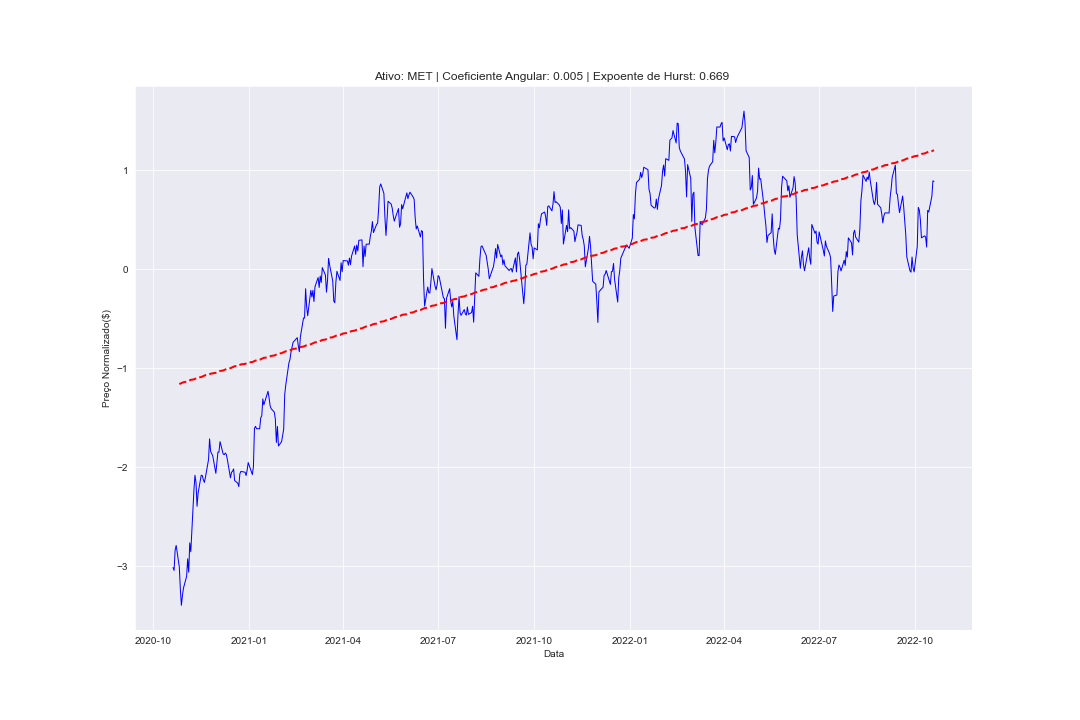 Ativo: MET | Coeficiente Angular: 0.005 | Expoente de Hurst: 0.669
Preço Normalizado($)
1
0
−1
−2
−3
2020-10 2021-01 2021-04 2021-07 2021-10 2022-01 2022-04 2022-07 2022-10
Data